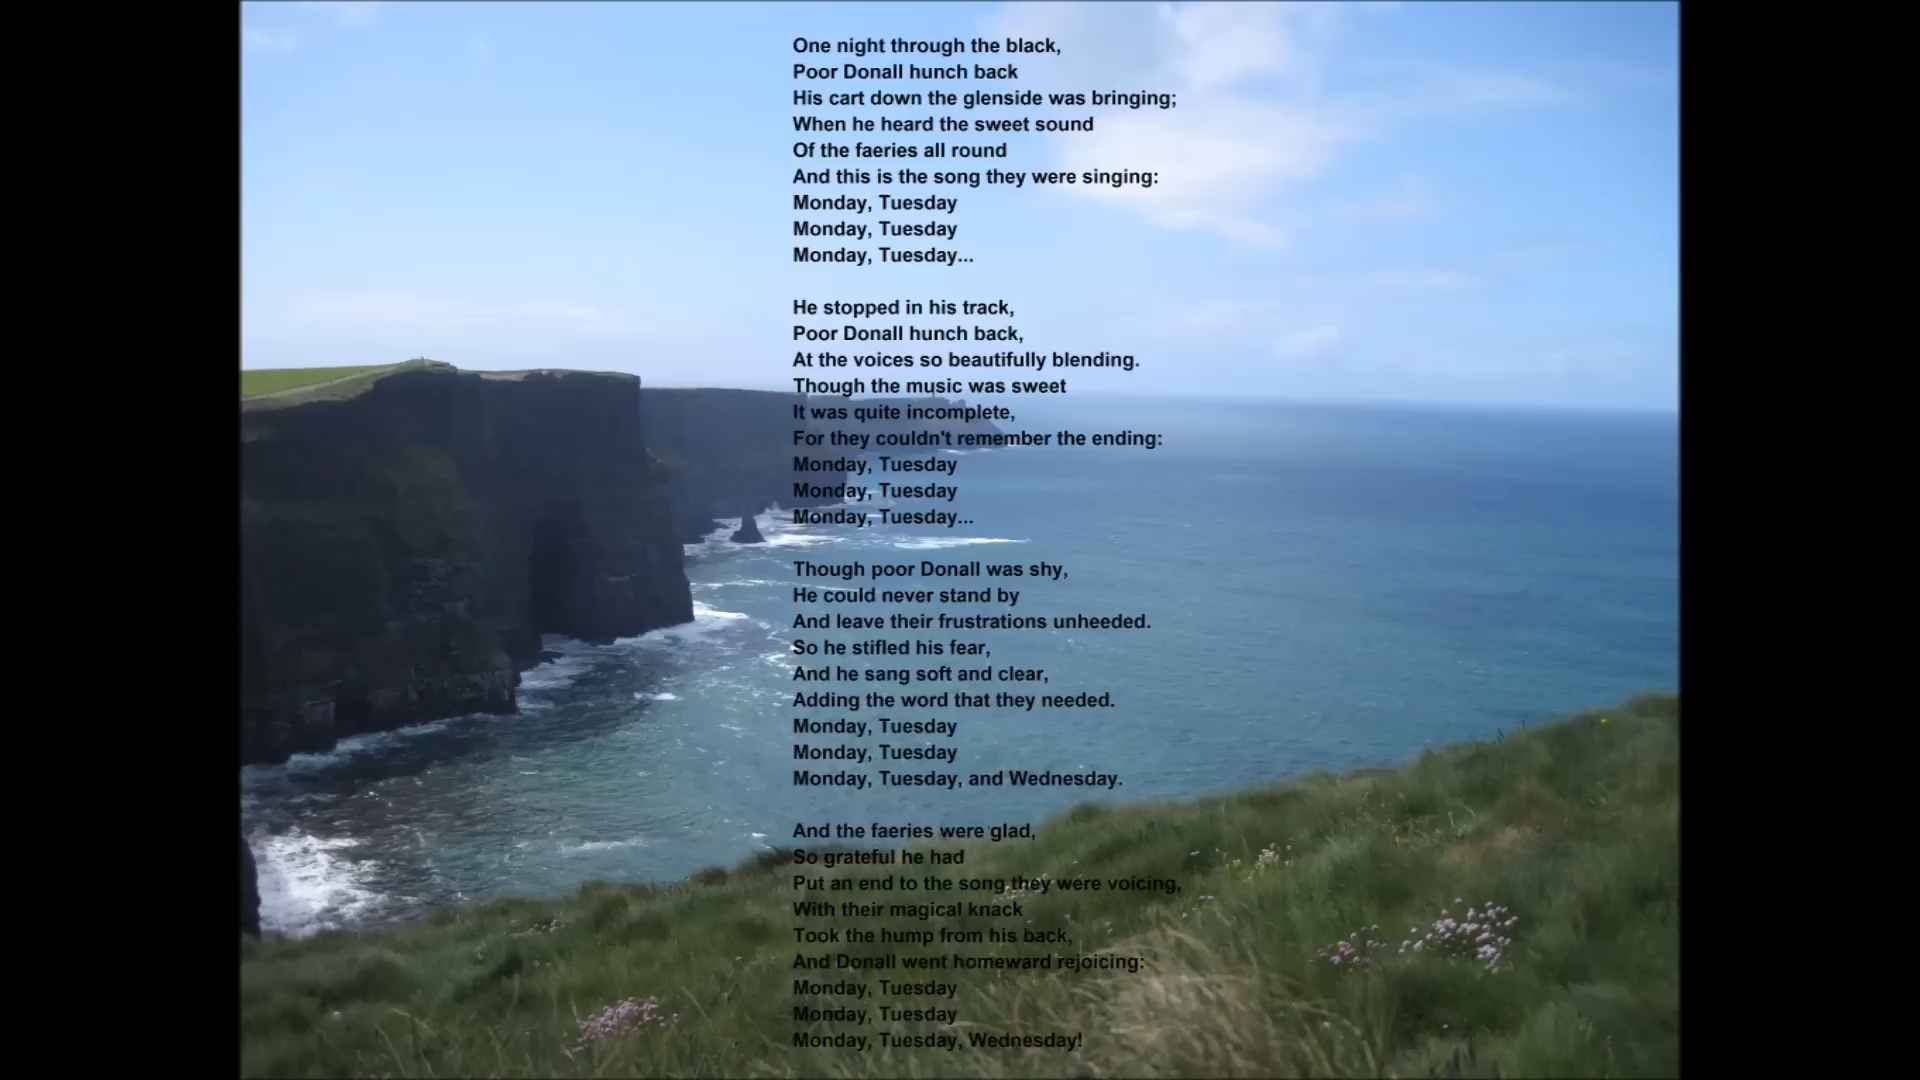 One night through the black,
Poor Donall hunch back
His cart down the glenside was bringing;
When he heard the sweet sound
Of the faeries all round
And this is the song they were singing:
Monday, Tuesday
Monday, Tuesday
Monday, Tuesday...
He stopped in his track,
Poor Donall hunch back,
At the voices so beautifully blending.
Though the music was sweet
It was quite incomplete,
For they couldn't remember the ending:
Monday, Tuesday
Monday, Tuesday
Monday, Tuesday...
Though poor Donall was shy,
He could never stand by
And leave their frustrations unheeded.
So he stifled his fear,
And he sang soft and clear,
Adding the word that they needed.
Monday, Tuesday
Monday, Tuesday
Monday, Tuesday, and Wednesday.
And the faeries were glad,
So grateful he had
Put an end to the song they were voicing,
With their magical knack
Took the hump from his back,
And Donall went homeward rejoicing:
Monday, Tuesday
Monday, Tuesday
Monday, Tuesday, Wednesday!